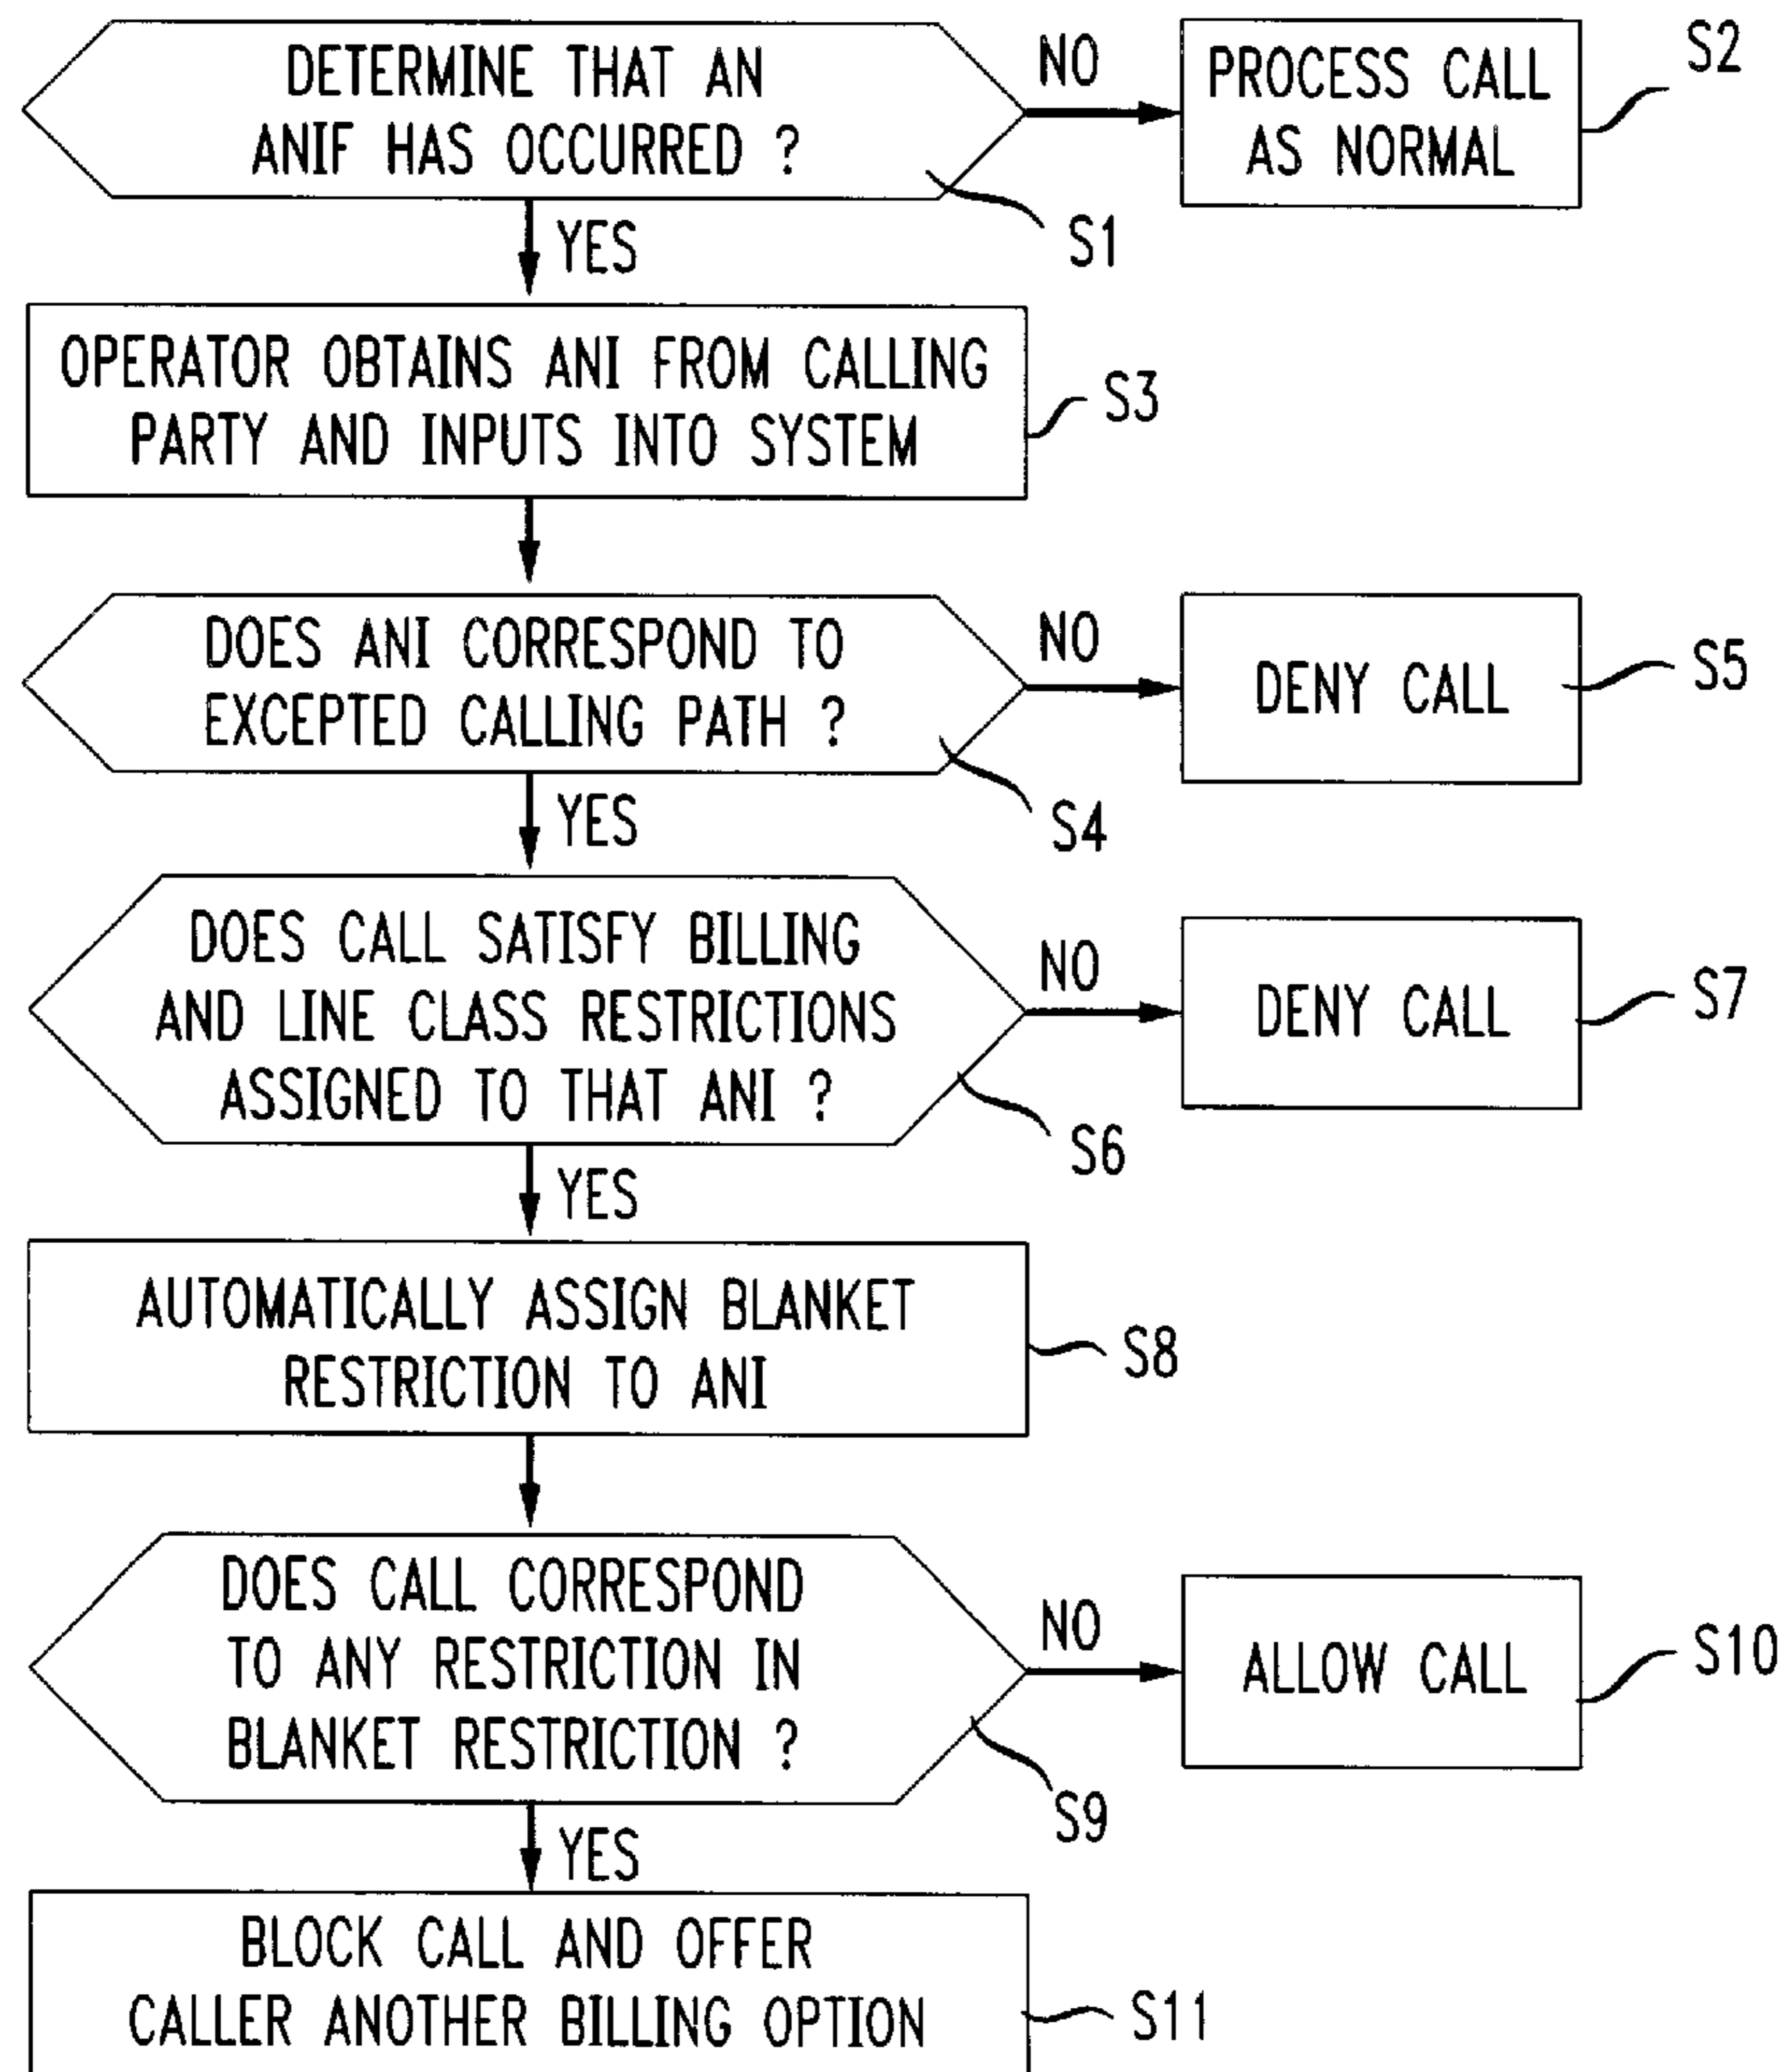 DETERMINE THAT AN
ANIF HAS OCCURRED ?
NO
PROCESS CALL
AS NORMAL
S2
S1
YES
OPERATOR OBTAINS ANI FROM CALLING
PARTY AND INPUTS INTO SYSTEM
S3
DOES ANI CORRESPOND TO
EXCEPTED CALLING PATH ?
NO
DENY CALL
S5
S4
YES
DOES CALL SATISFY BILLING
AND LINE CLASS RESTRICTIONS
ASSIGNED TO THAT ANI ?
NO
DENY CALL
S7
S6
YES
AUTOMATICALLY ASSIGN BLANKET
RESTRICTION TO ANI
S8
DOES CALL CORRESPOND
TO ANY RESTRICTION IN
BLANKET RESTRICTION ?
NO
ALLOW CALL
S10
S9
YES
BLOCK CALL AND OFFER
CALLER ANOTHER BILLING OPTION
S11